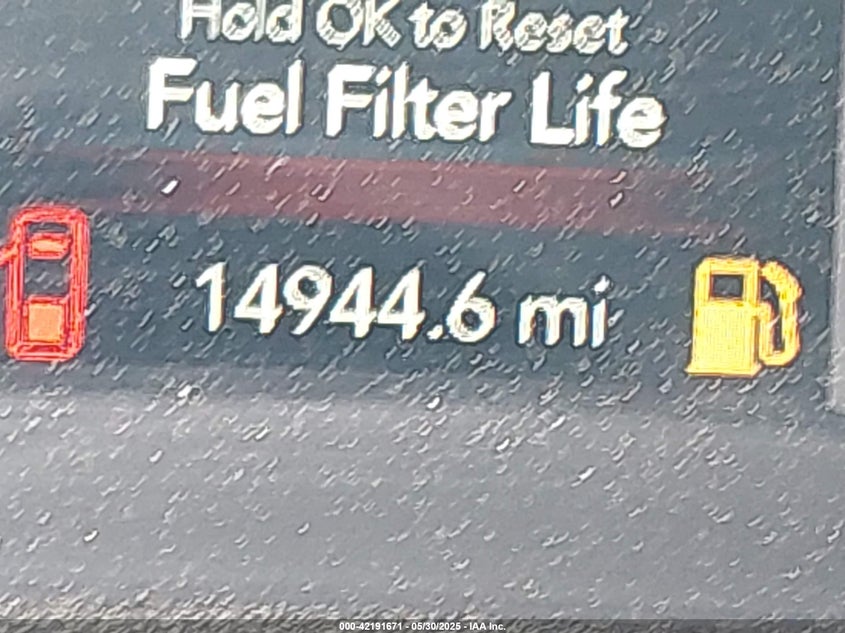 Hold OK to Reset
Fuel Filter Life
14944.6 mi
000-42191671 - 05/30/2025 - IAA Inc.